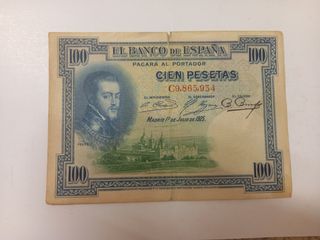 100 EL BANCO DE ESPAÑA 100
PAGARÁ AL PORTADOR
CIEN PESETAS
C9,865,954
EL INTERVENTOR EL GOBERNADOR EL CAJERO
Madrid 1º de Julio de 1925.
100 100